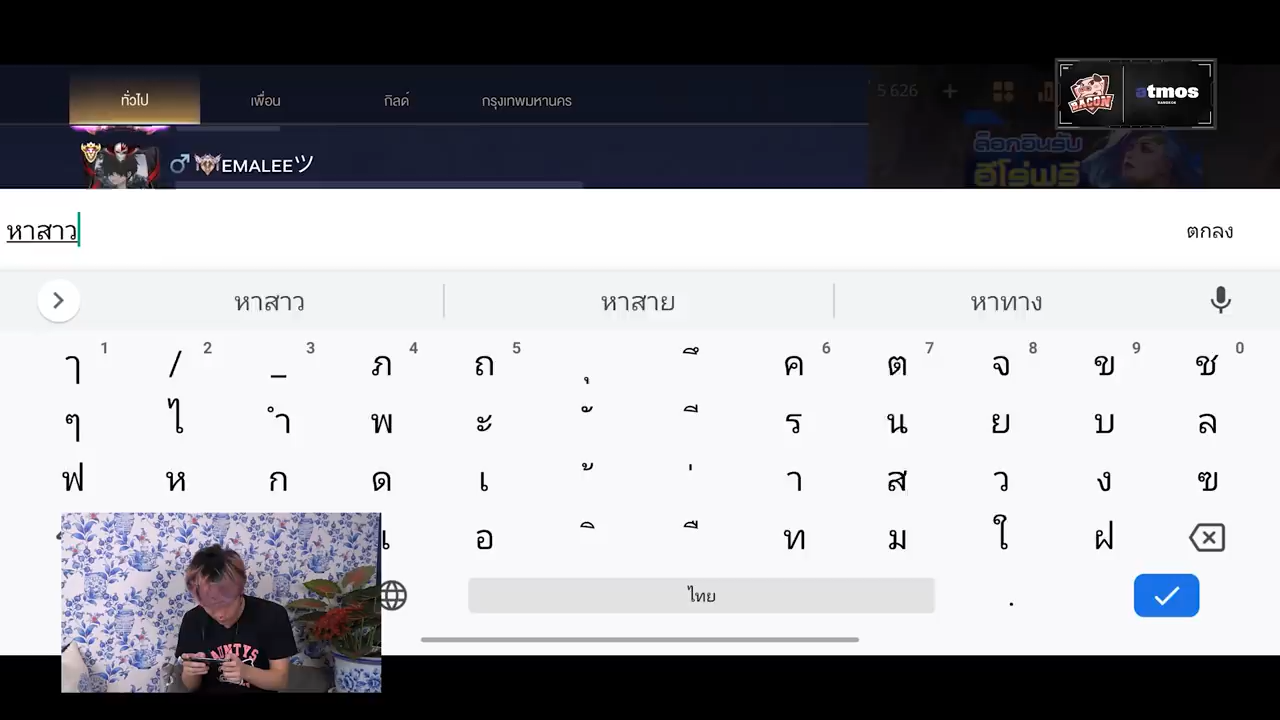 ทั่วไป เพื่อน กิลด์ กรุงเทพมหานคร
5 626 +
BACON atmos
BANGKOK
♂ EMALEEツ
ล็อกอินรับ
ฮีโร่ฟรี
หาสาว ตกลง
หาสาว หาสาย หาทาง
ๅ 1 / 2 _ 3 ภ 4 ถ 5 ุ ึ ค 6 ต 7 จ 8 ข 9 ช 0
ๆ ไ ำ พ ะ ั ี ร น ย บ ล
ฟ ห ก ด เ ้ ่ า ส ว ง ฃ
แ อ ิ ื ท ม ใ ฝ
ไทย .
AUNTYS